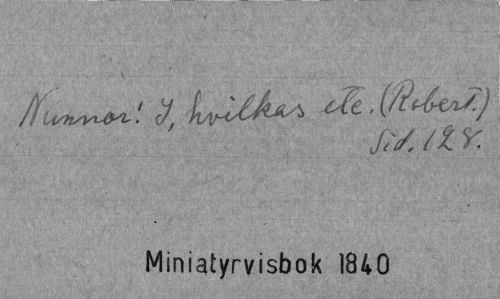 Nunnor! I, hvilkas etc. (Robert.)
Sid. 128.
Miniatyrvisbok 1840